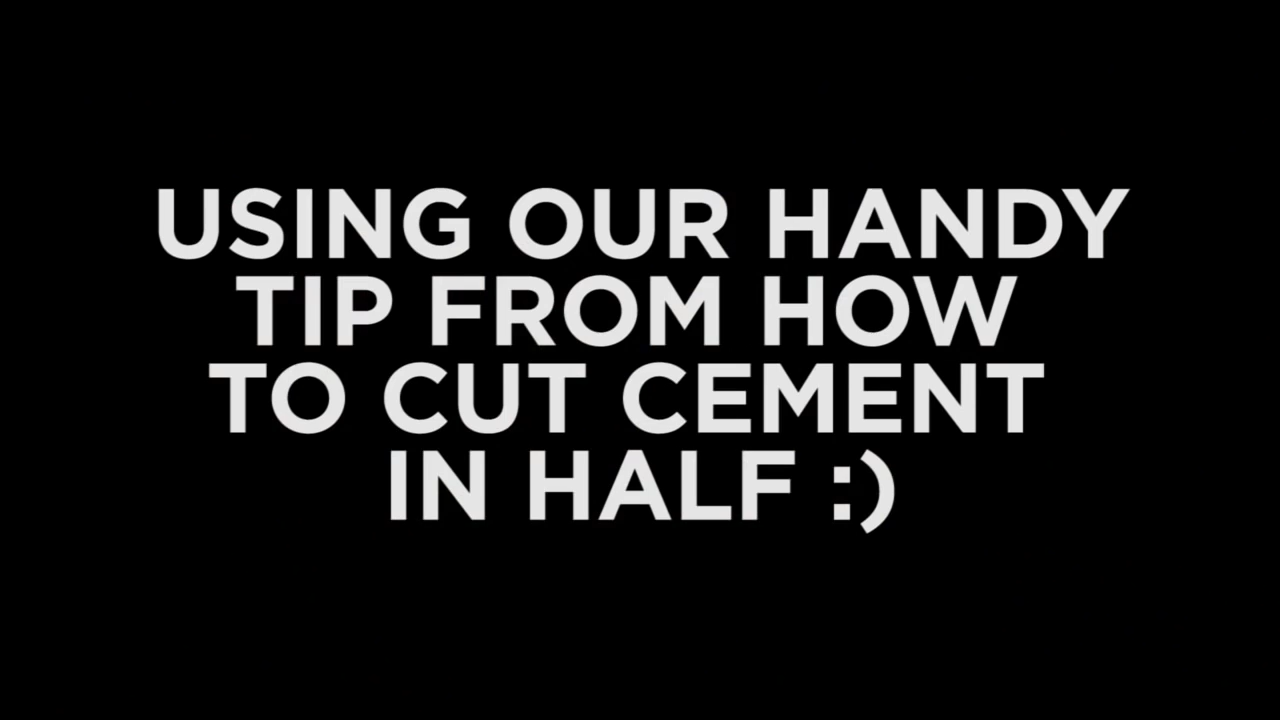 USING OUR HANDY
TIP FROM HOW
TO CUT CEMENT
IN HALF :)